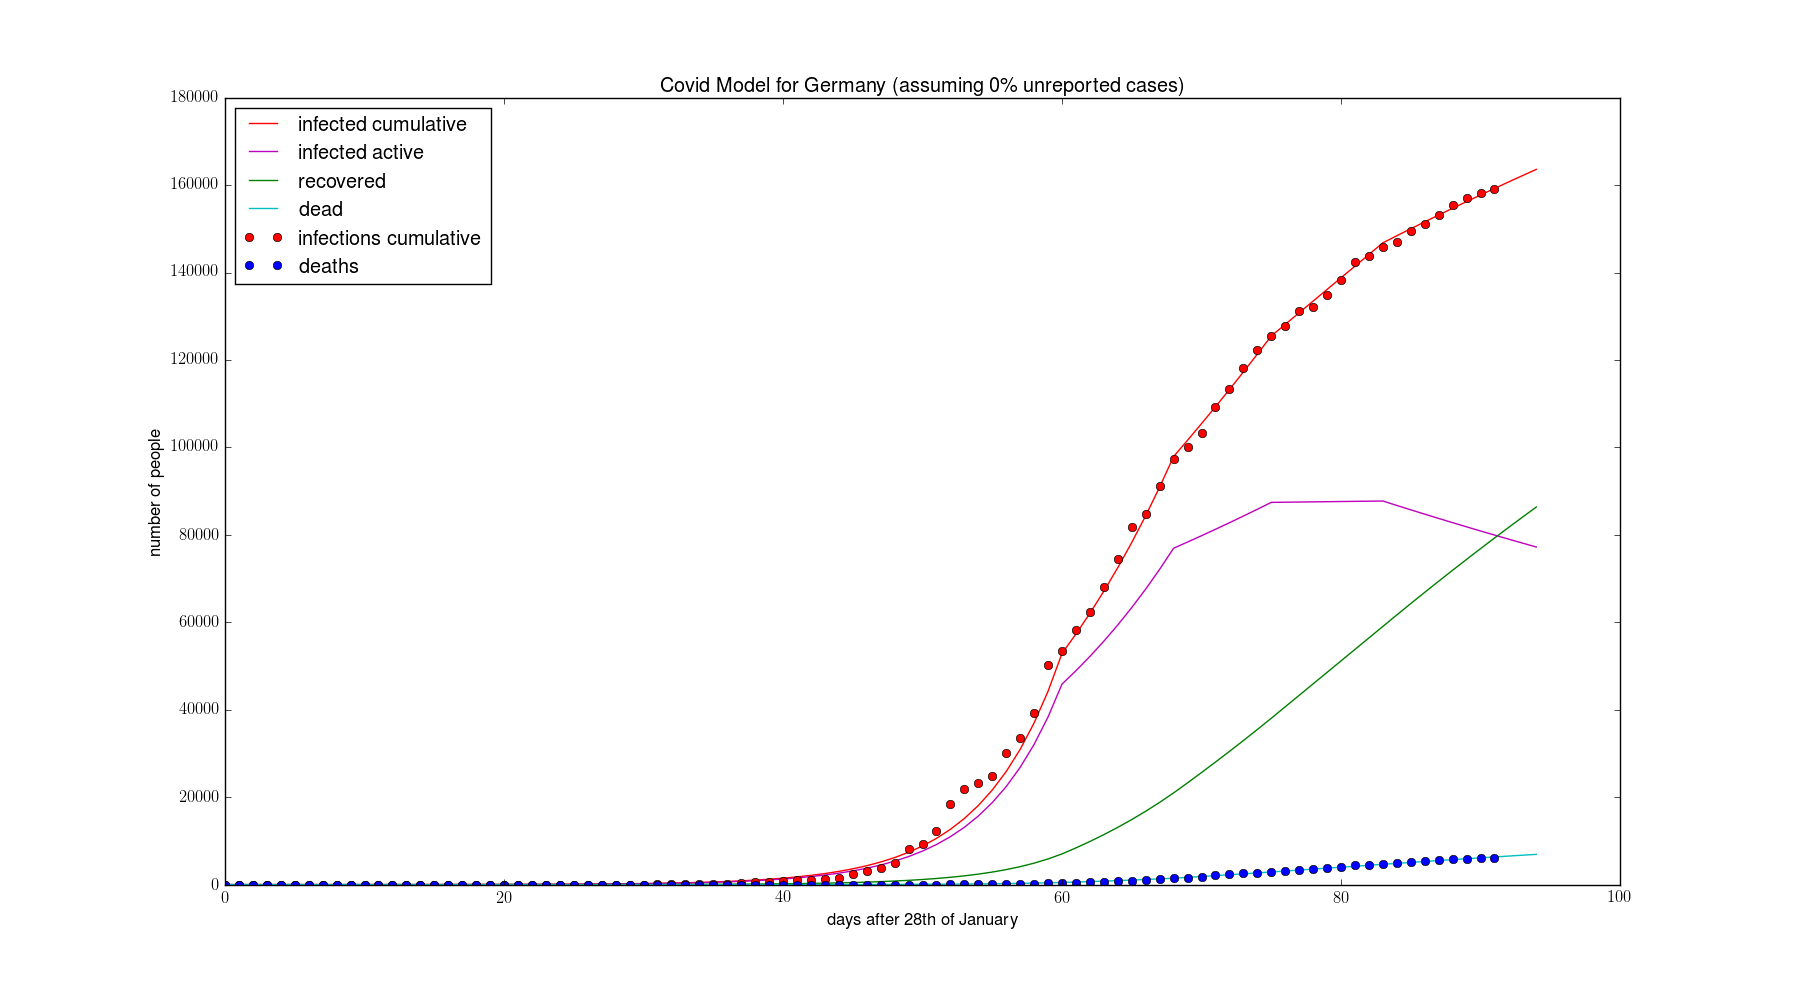 Covid Model for Germany (assuming 0% unreported cases)
180000
160000
140000
120000
100000
80000
60000
40000
20000
0
number of people
infected cumulative
infected active
recovered
dead
infections cumulative
deaths
0 20 40 60 80 100
days after 28th of January